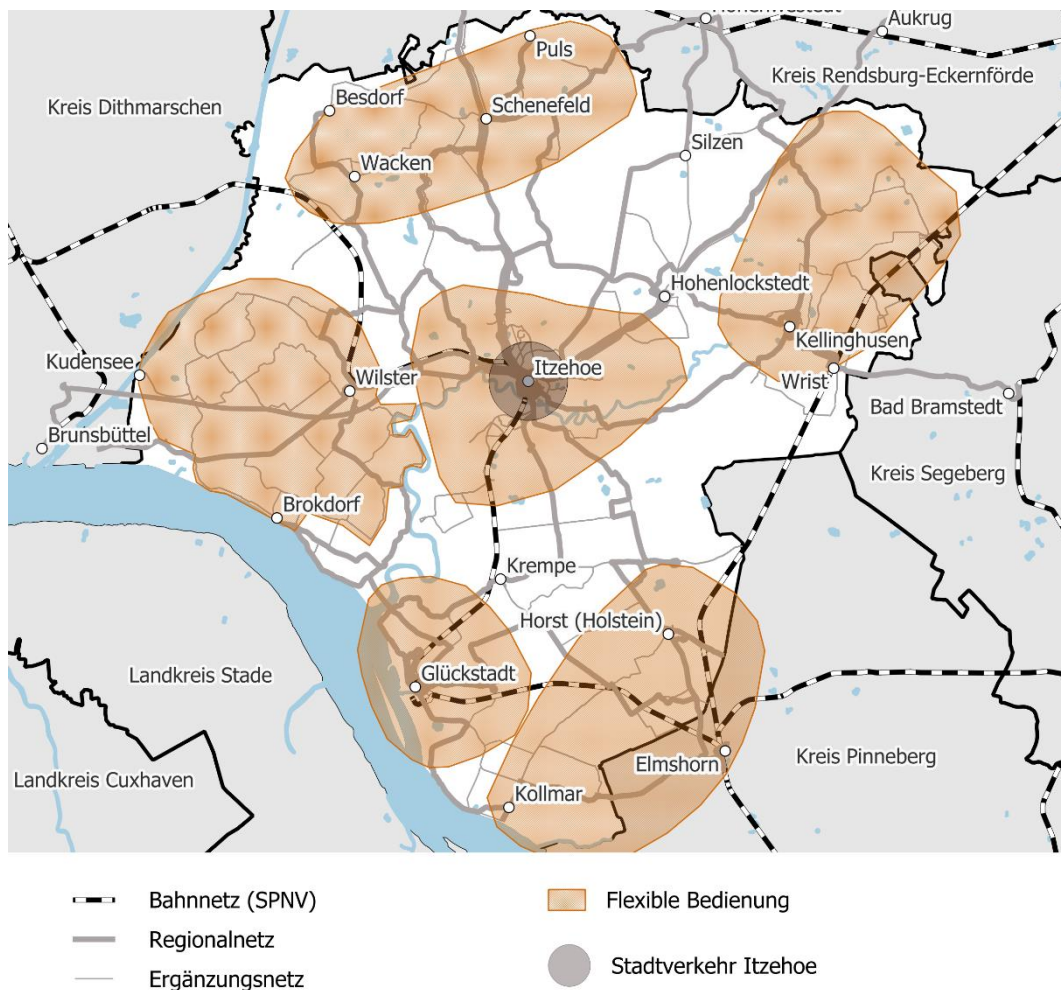 Hohenwestedt
Aukrug
Puls
Kreis Rendsburg-Eckernförde
Kreis Dithmarschen
Besdorf
Schenefeld
Silzen
Wacken
Hohenlockstedt
Kellinghusen
Kudensee
Itzehoe
Wilster
Wrist
Bad Bramstedt
Brunsbüttel
Kreis Segeberg
Brokdorf
Krempe
Horst (Holstein)
Landkreis Stade
Glückstadt
Elmshorn
Kreis Pinneberg
Landkreis Cuxhaven
Kollmar
Bahnnetz (SPNV)
Regionalnetz
Ergänzungsnetz
Flexible Bedienung
Stadtverkehr Itzehoe